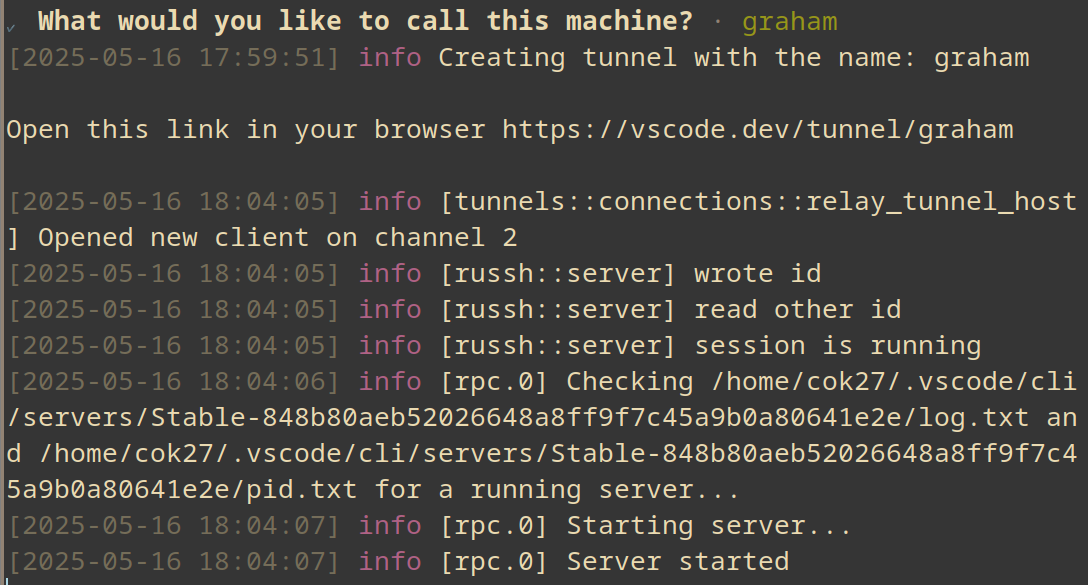 ✓ What would you like to call this machine? · graham
[2025-05-16 17:59:51] info Creating tunnel with the name: graham
Open this link in your browser https://vscode.dev/tunnel/graham
[2025-05-16 18:04:05] info [tunnels::connections::relay_tunnel_host
] Opened new client on channel 2
[2025-05-16 18:04:05] info [russh::server] wrote id
[2025-05-16 18:04:05] info [russh::server] read other id
[2025-05-16 18:04:05] info [russh::server] session is running
[2025-05-16 18:04:06] info [rpc.0] Checking /home/cok27/.vscode/cli
/servers/Stable-848b80aeb52026648a8ff9f7c45a9b0a80641e2e/log.txt an
d /home/cok27/.vscode/cli/servers/Stable-848b80aeb52026648a8ff9f7c4
5a9b0a80641e2e/pid.txt for a running server...
[2025-05-16 18:04:07] info [rpc.0] Starting server...
[2025-05-16 18:04:07] info [rpc.0] Server started